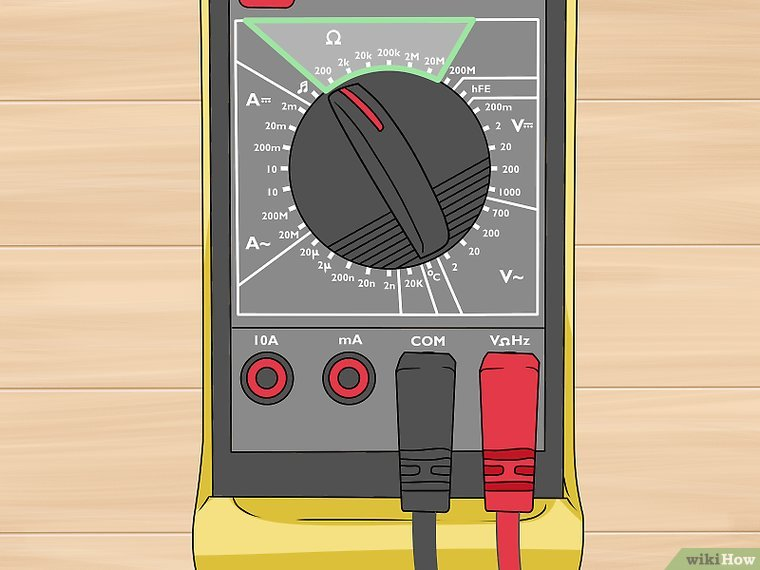 Ω
200
2k
20k
200k
2M
20M
200M
hFE
200m
2
V⎓
20
200
1000
700
200
20
2
V~
°C
20K
2n
20n
200n
2µ
20µ
20M
A~
200M
10
10
200m
20m
2m
A⎓
♫
10A
mA
COM
VΩHz
wikiHow